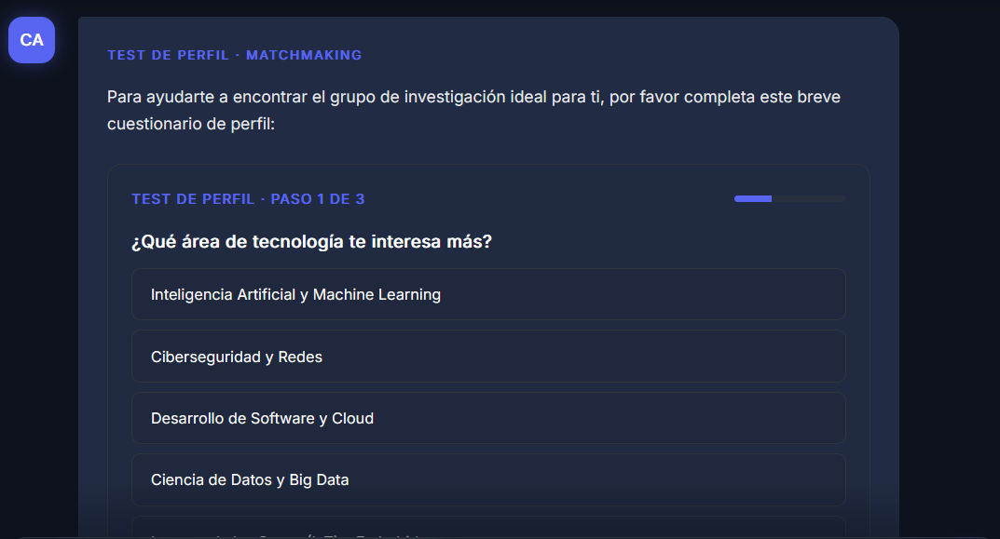 CA
TEST DE PERFIL · MATCHMAKING
Para ayudarte a encontrar el grupo de investigación ideal para ti, por favor completa este breve
cuestionario de perfil:
TEST DE PERFIL · PASO 1 DE 3
¿Qué área de tecnología te interesa más?
Inteligencia Artificial y Machine Learning
Ciberseguridad y Redes
Desarrollo de Software y Cloud
Ciencia de Datos y Big Data